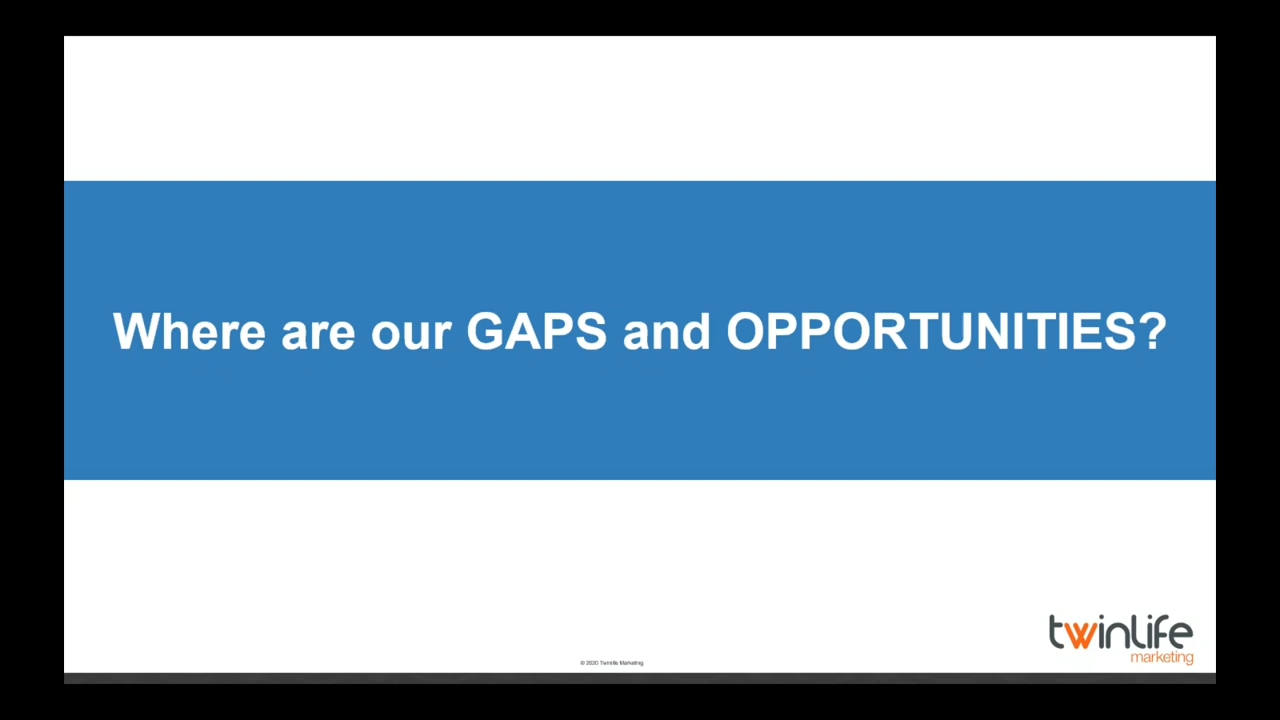 Where are our GAPS and OPPORTUNITIES?
twinlife
marketing
© 2020 Twinlife Marketing